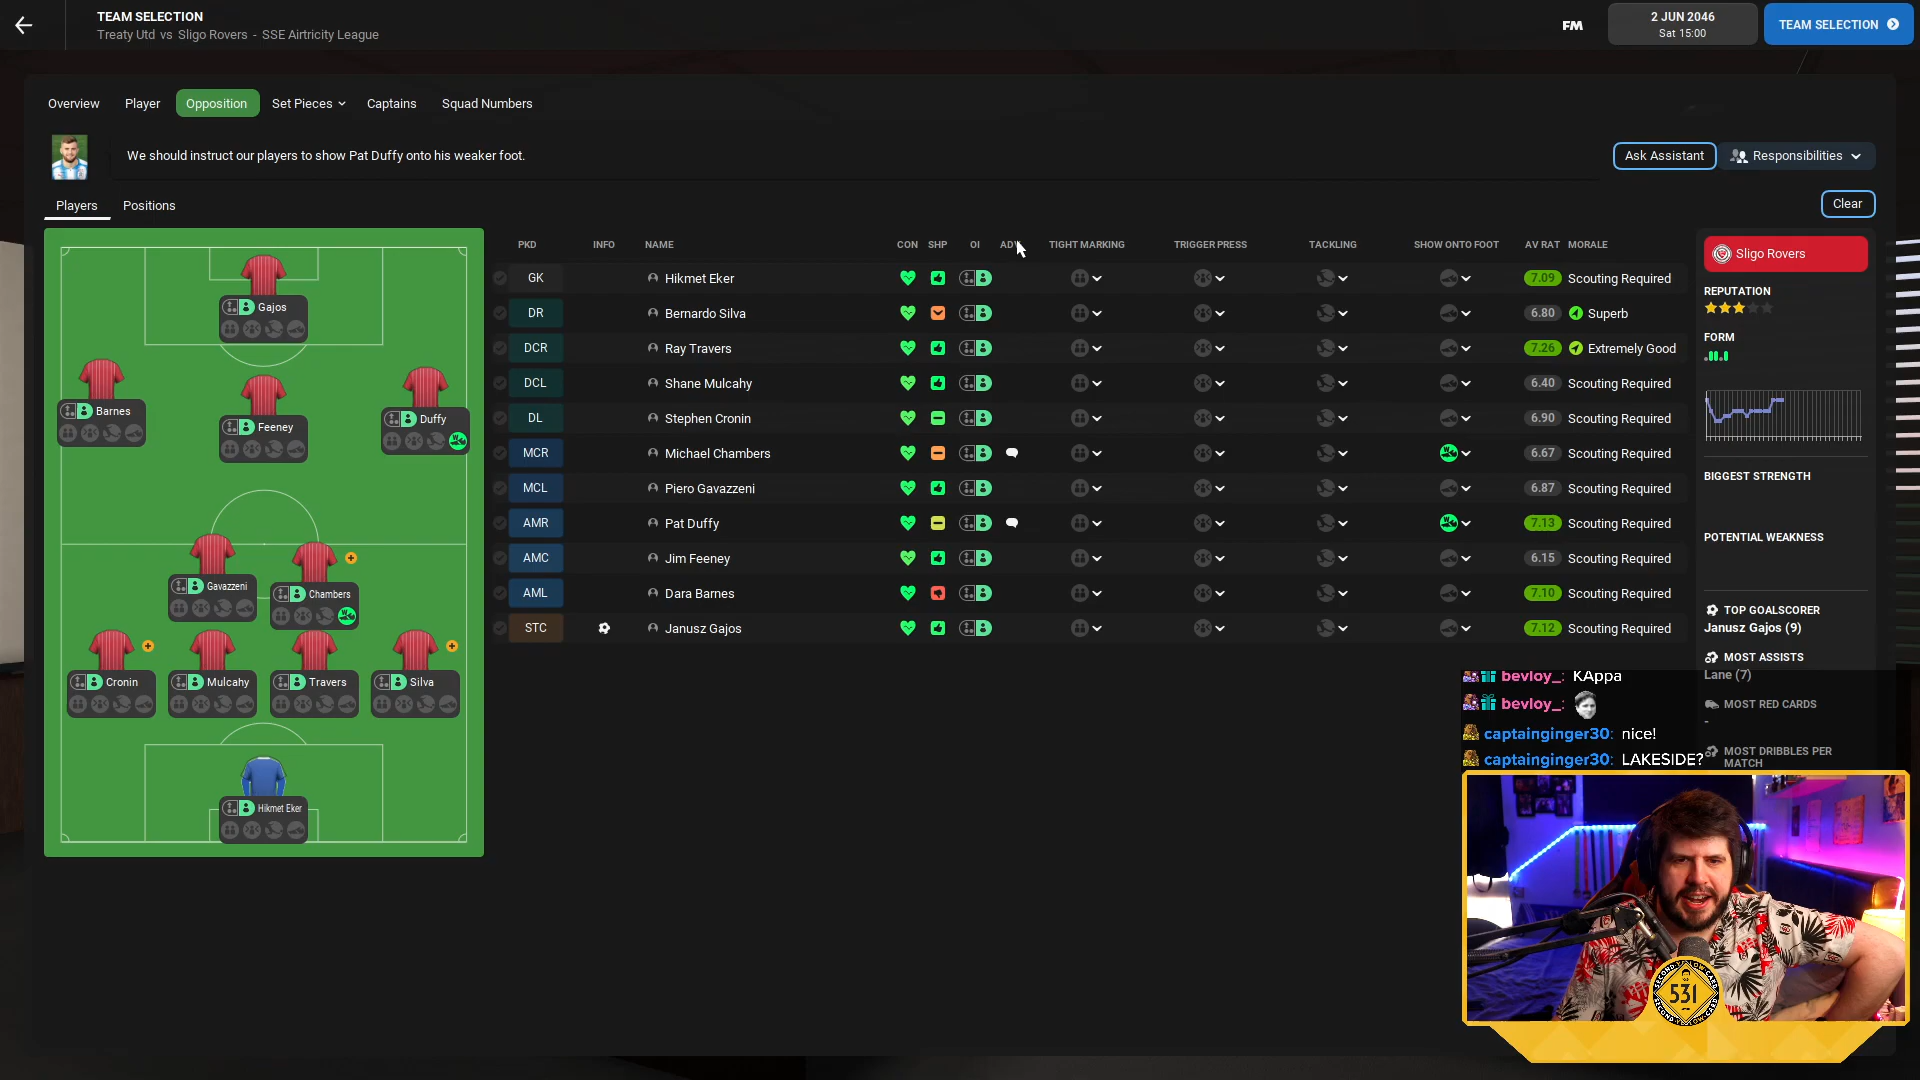 TEAM SELECTION
Treaty Utd vs Sligo Rovers - SSE Airtricity League
FM
2 JUN 2046
Sat 15:00
TEAM SELECTION
Overview Player Opposition Set Pieces Captains Squad Numbers
We should instruct our players to show Pat Duffy onto his weaker foot.
Ask Assistant
Responsibilities
Players Positions
Clear
Gajos
Barnes
Feeney
Duffy
Gavazzeni
Chambers
Cronin
Mulcahy
Travers
Silva
Hikmet Eker
PKD INFO NAME CON SHP OI TIGHT MARKING TRIGGER PRESS TACKLING SHOW ONTO FOOT AV RAT MORALE
GK Hikmet Eker 7.09 Scouting Required
DR Bernardo Silva 6.80 Superb
DCR Ray Travers 7.26 Extremely Good
DCL Shane Mulcahy 6.40 Scouting Required
DL Stephen Cronin 6.90 Scouting Required
MCR Michael Chambers 6.67 Scouting Required
MCL Piero Gavazzeni 6.87 Scouting Required
AMR Pat Duffy 7.13 Scouting Required
AMC Jim Feeney 6.15 Scouting Required
AML Dara Barnes 7.10 Scouting Required
STC Janusz Gajos 7.12 Scouting Required
Sligo Rovers
REPUTATION
FORM
BIGGEST STRENGTH
POTENTIAL WEAKNESS
TOP GOALSCORER
Janusz Gajos (9)
MOST ASSISTS
Lane (7)
MOST RED CARDS
-
MOST DRIBBLES PER
MATCH
bevloy_: KAppa
bevloy_:
captainginger30: nice!
captainginger30: LAKESIDE?
SECOND YELLOW CARD
531